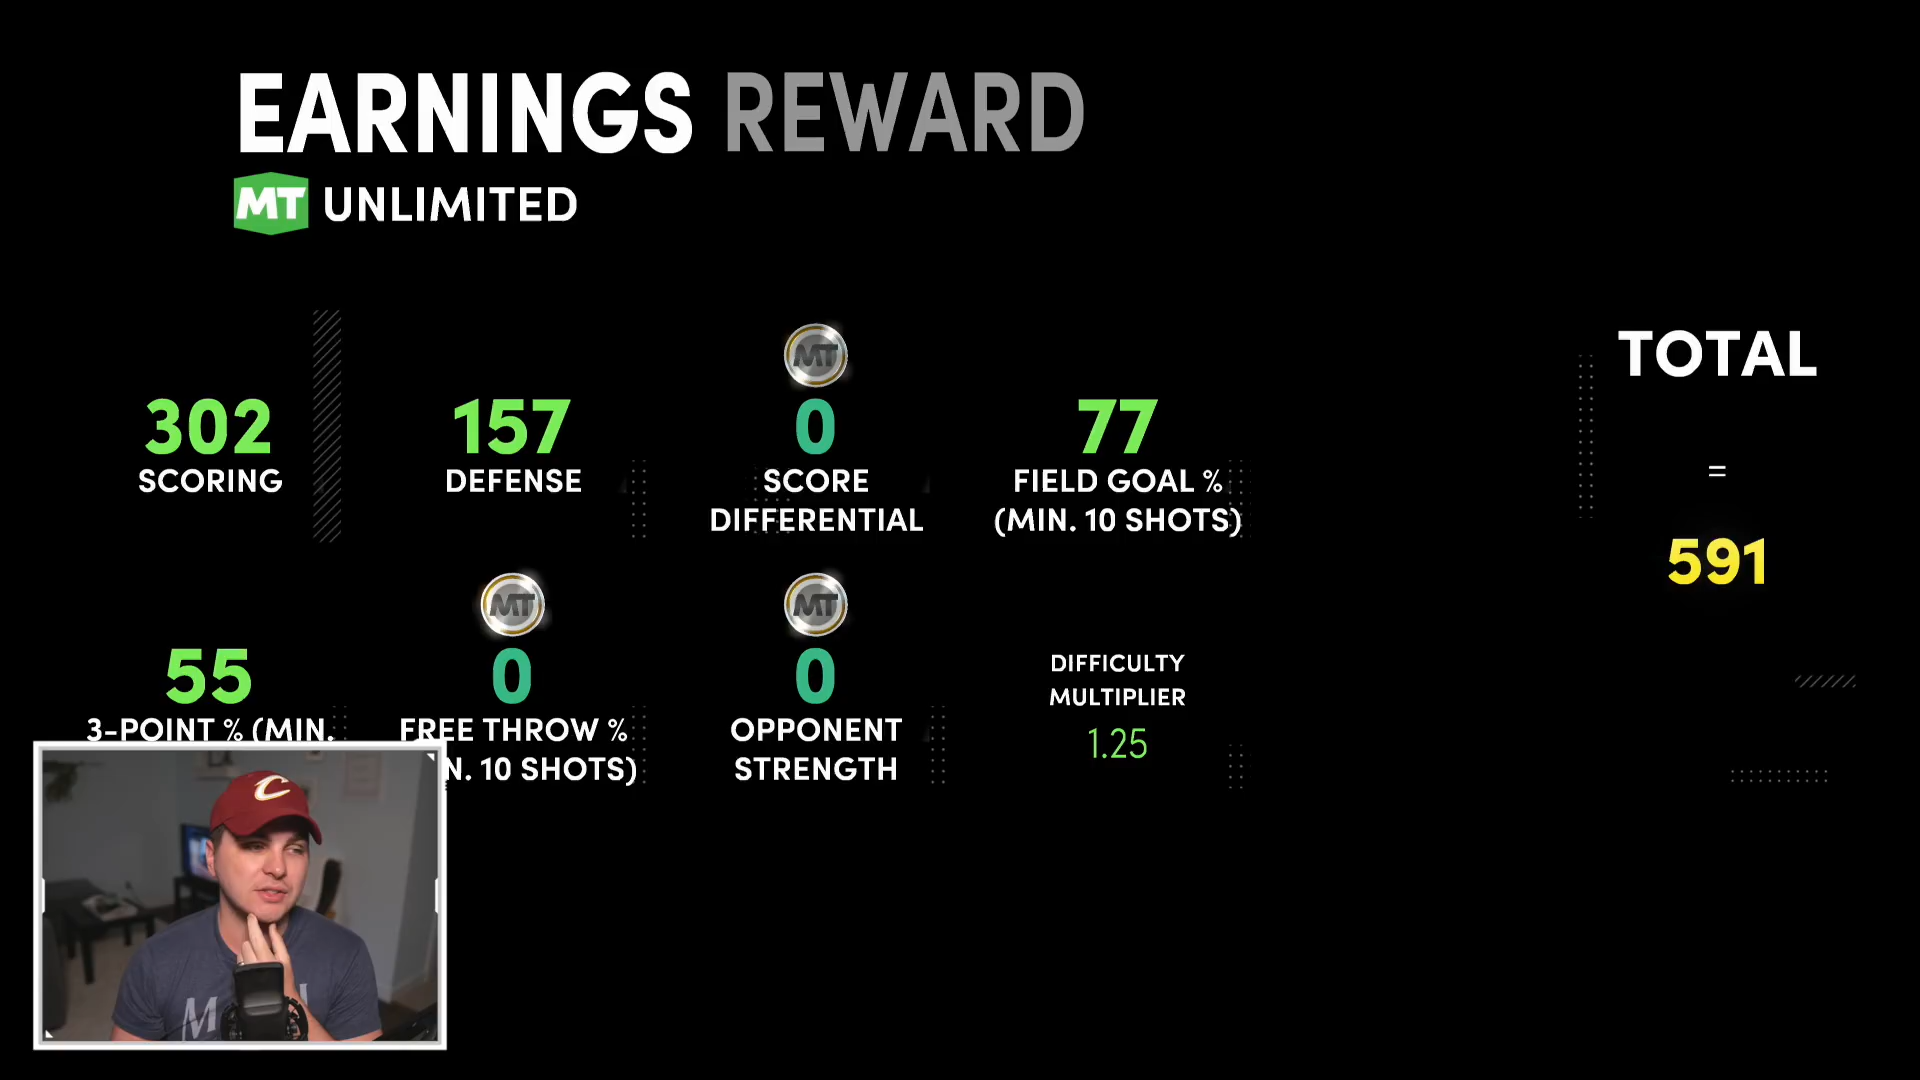 EARNINGS REWARD
MT UNLIMITED
TOTAL
=
591
302
SCORING
157
DEFENSE
MT
0
SCORE
DIFFERENTIAL
77
FIELD GOAL %
(MIN. 10 SHOTS)
55
3-POINT % (MIN.
MT
0
FREE THROW %
N. 10 SHOTS)
MT
0
OPPONENT
STRENGTH
DIFFICULTY
MULTIPLIER
1.25
C
M